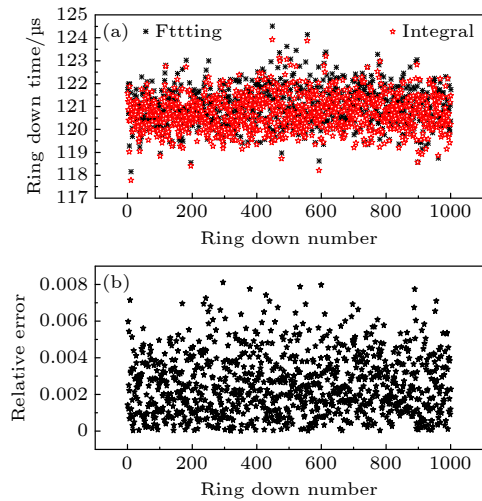 125
(a) ✱ Fttting ☆ Integral
124
123
122
121
120
119
118
117
Ring down time/µs
0 200 400 600 800 1000
Ring down number
(b)
0.008
0.006
0.004
0.002
0
Relative error
0 200 400 600 800 1000
Ring down number